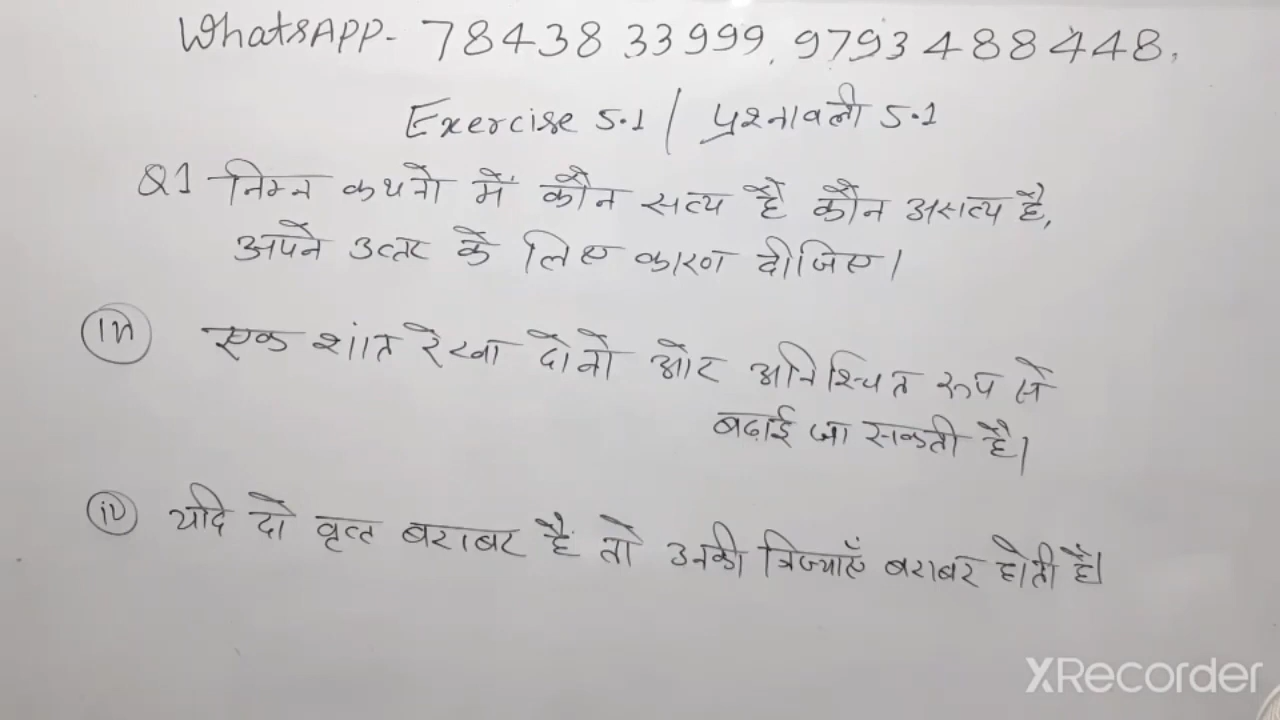 WhatsAPP- 7843833999, 9793488448.
Exercise 5.1 / प्रश्नावली 5.1
Q1 निम्न कथनो में कौन सत्य है कौन असत्य है,
अपने उत्तर के लिए कारण दीजिए।
iii एक शांत रेखा दोनो ओर अनिश्चित रूप से
बढाई जा सकती है।
iv यदि दो वृत्त बराबर हैं तो उनकी त्रिज्याएँ बराबर होती हैं।
XRecorder